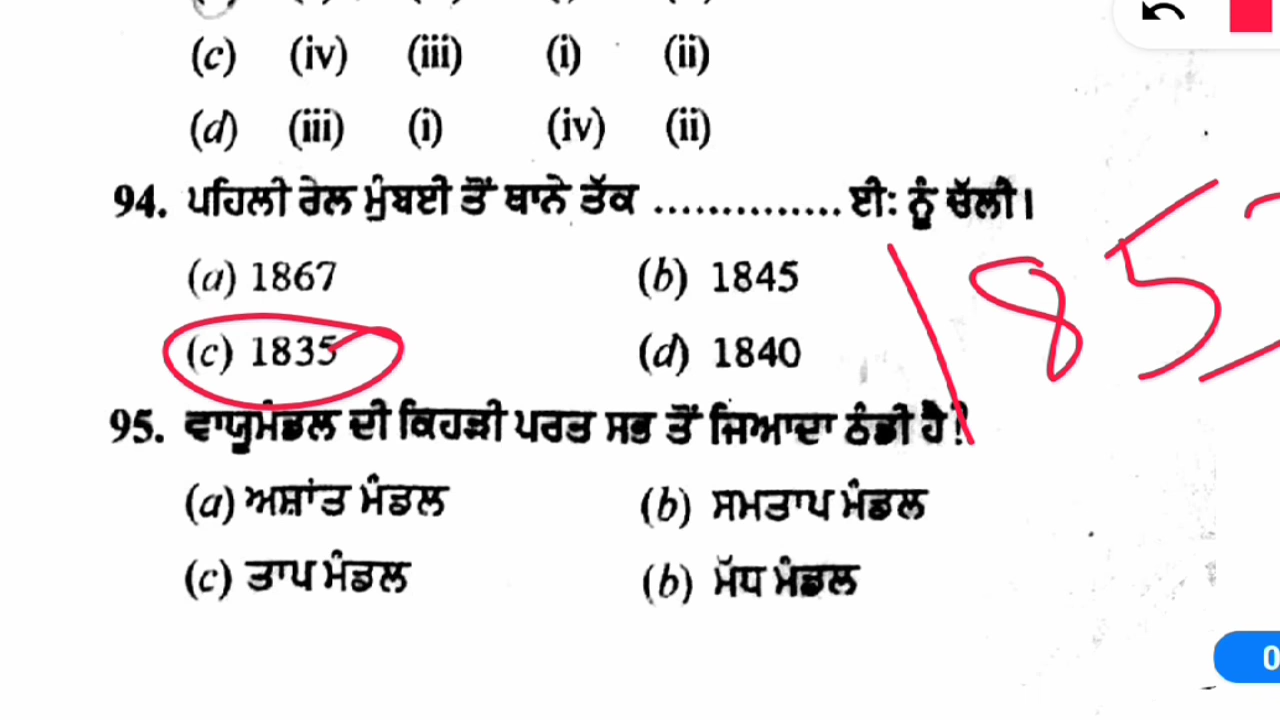 (c) (iv) (iii) (i) (ii)
(d) (iii) (i) (iv) (ii)
94. ਪਹਿਲੀ ਰੇਲ ਮੁੰਬਈ ਤੋਂ ਥਾਨੇ ਤੱਕ .............. ਈ: ਨੂੰ ਚੱਲੀ।
(a) 1867 (b) 1845
(c) 1835 (d) 1840
185
95. ਵਾਯੂਮੰਡਲ ਦੀ ਕਿਹੜੀ ਪਰਤ ਸਭ ਤੋਂ ਜਿਆਦਾ ਠੰਡੀ ਹੈ?
(a) ਅਸ਼ਾਂਤ ਮੰਡਲ (b) ਸਮਤਾਪ ਮੰਡਲ
(c) ਤਾਪ ਮੰਡਲ (b) ਮੱਧ ਮੰਡਲ